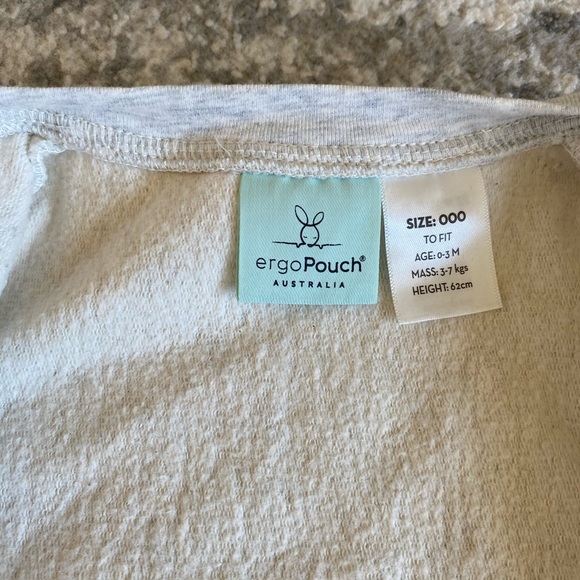 ergoPouch®
AUSTRALIA
SIZE: 000
TO FIT
AGE: 0-3 M
MASS: 3-7 kgs
HEIGHT: 62cm